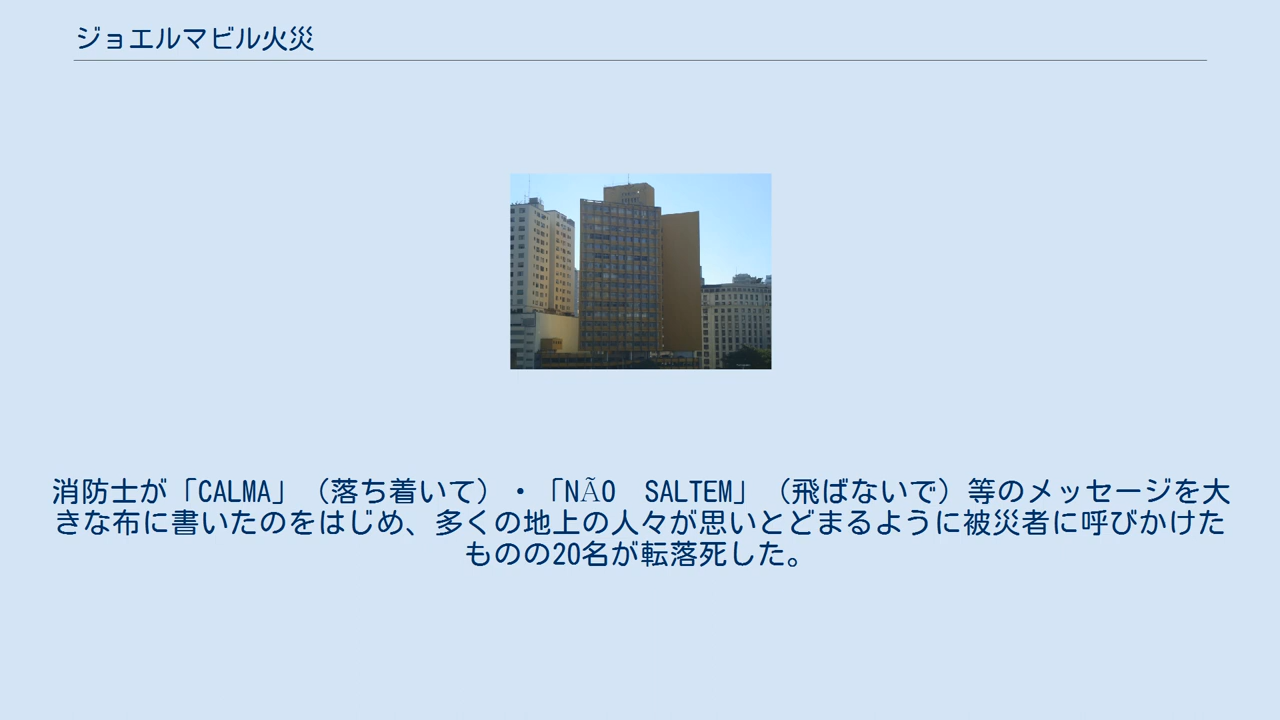 ジョエルマビル火災
消防士が「CALMA」（落ち着いて）・「NÃO　SALTEM」（飛ばないで）等のメッセージを大
きな布に書いたのをはじめ、多くの地上の人々が思いとどまるように被災者に呼びかけた
ものの20名が転落死した。